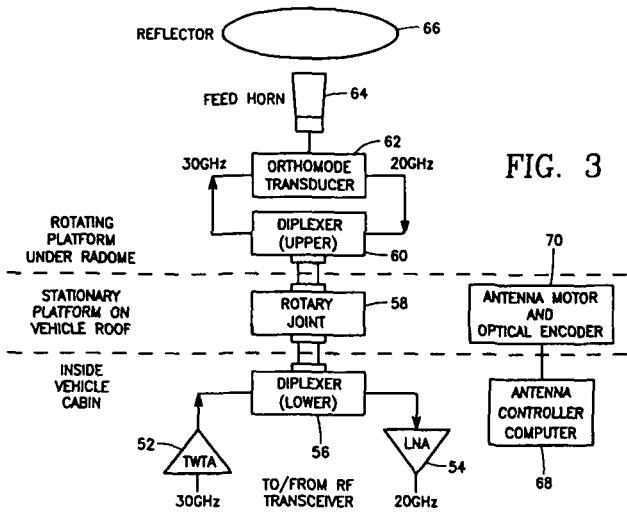 REFLECTOR
66
FEED HORN
64
62
30GHz
20GHz
ORTHOMODE
TRANSDUCER
FIG. 3
DIPLEXER
(UPPER)
60
ROTATING
PLATFORM
UNDER RADOME
70
STATIONARY
PLATFORM ON
VEHICLE ROOF
ROTARY
JOINT
58
ANTENNA MOTOR
AND
OPTICAL ENCODER
INSIDE
VEHICLE
CABIN
DIPLEXER
(LOWER)
56
ANTENNA
CONTROLLER
COMPUTER
68
52
TWTA
LNA
54
30GHz
TO/FROM RF
TRANSCEIVER
20GHz